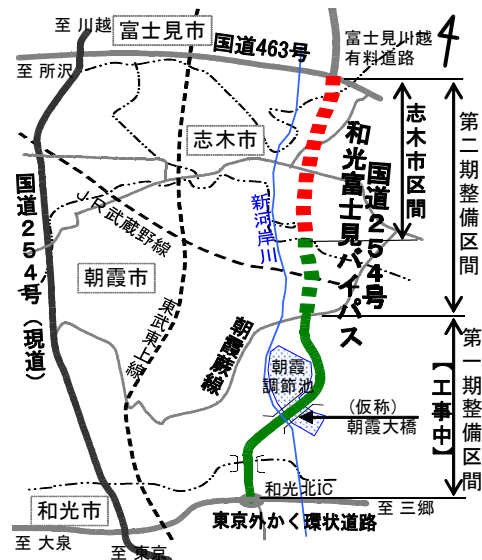 至 川越
富士見市
国道463号
富士見川越
有料道路
4
至 所沢
志木市
志木市区間
第二期整備区間
国道254号
和光富士見バイパス
新河岸川
JR武蔵野線
国道254号(現道)
朝霞市
東武東上線
朝霞蕨線
朝霞
調節池
(仮称)
朝霞大橋
第一期整備区間
【工事中】
和光北IC
和光市
至 三郷
東京外かく環状道路
至 大泉
至 東京